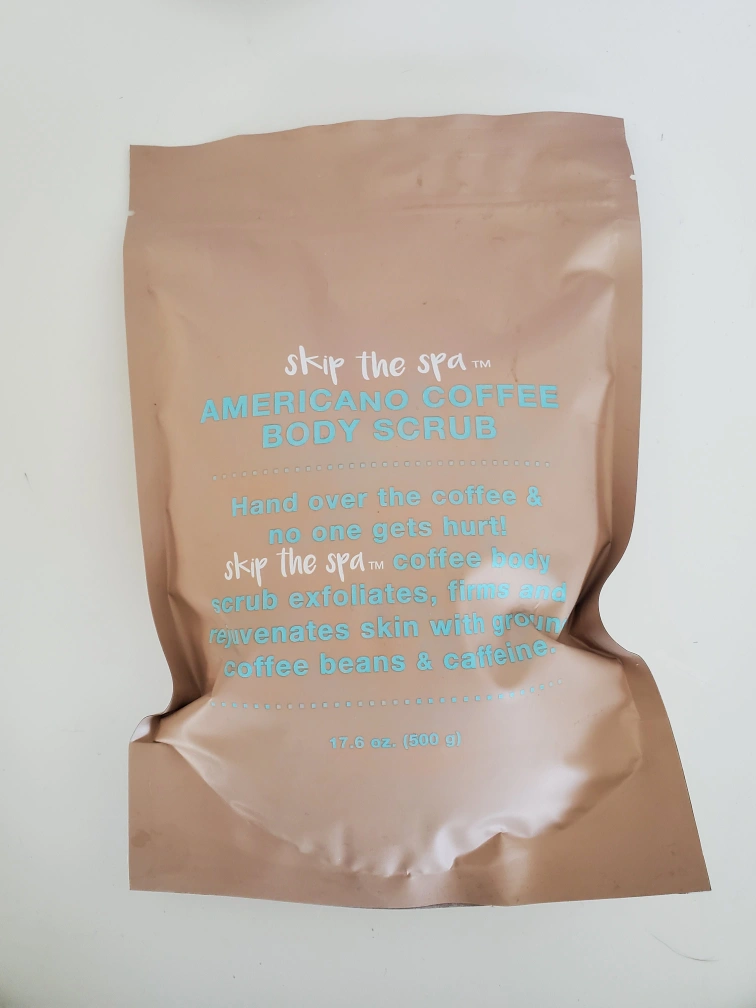 skip the spa™
AMERICANO COFFEE
BODY SCRUB
Hand over the coffee &
no one gets hurt!
skip the spa™ coffee body
scrub exfoliates, firms and
rejuvenates skin with ground
coffee beans & caffeine.
17.6 oz. (500 g)